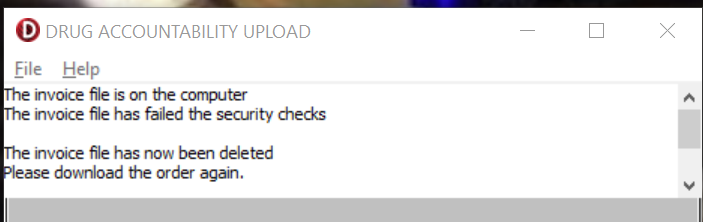 DRUG ACCOUNTABILITY UPLOAD
File Help
The invoice file is on the computer
The invoice file has failed the security checks
The invoice file has now been deleted
Please download the order again.